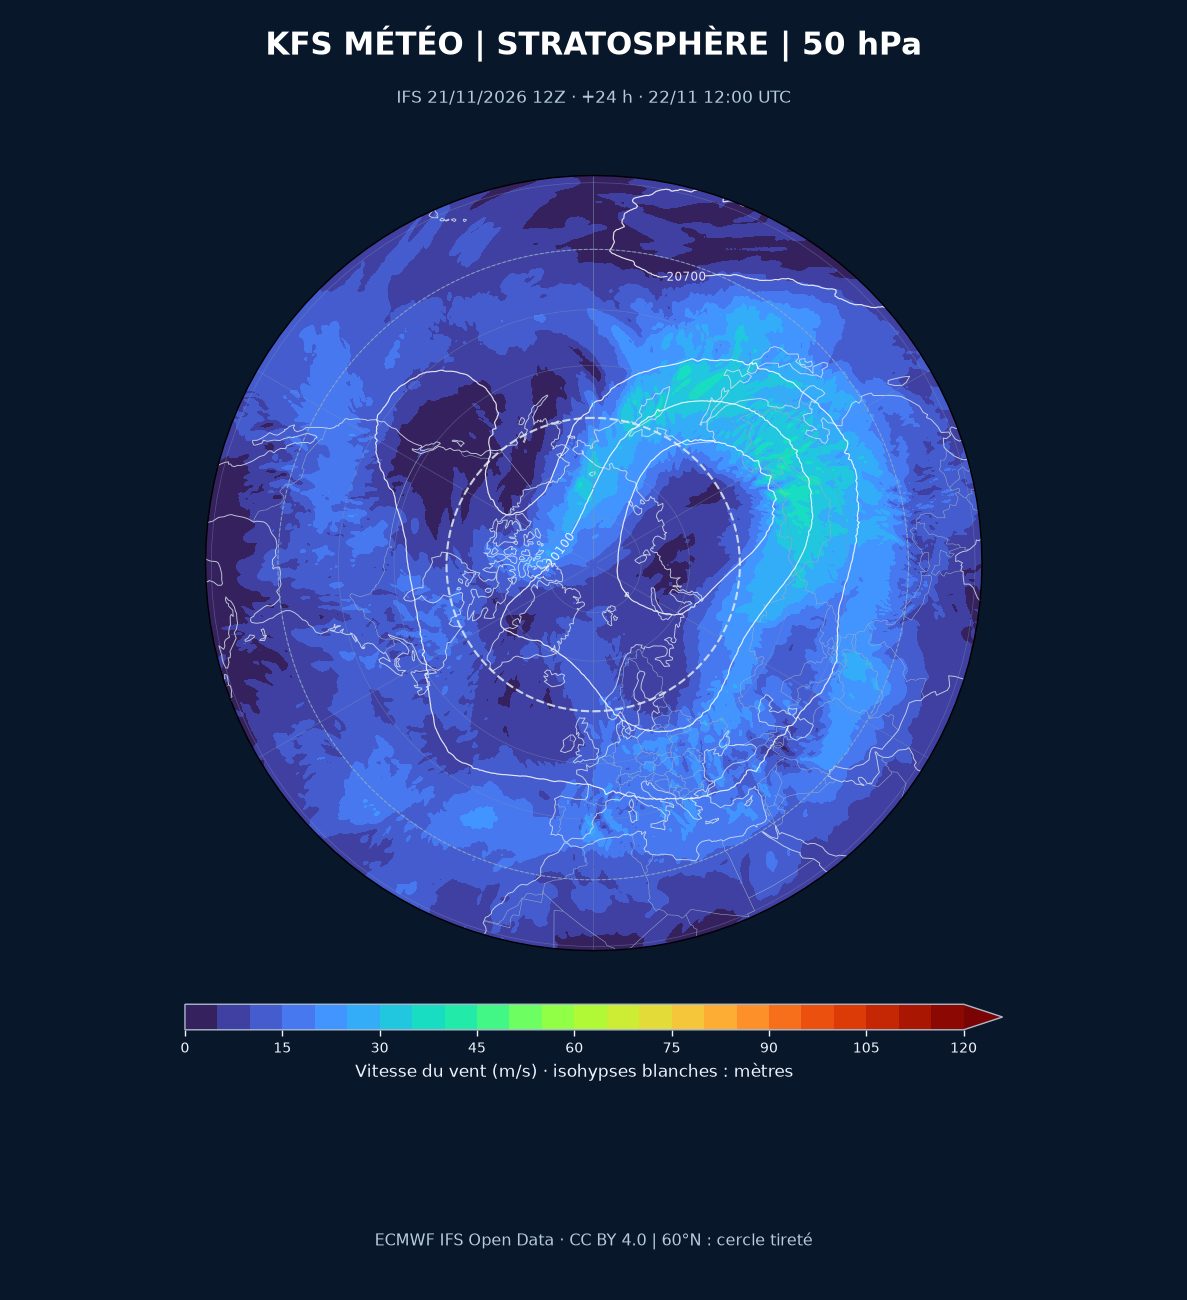 KFS MÉTÉO | STRATOSPHÈRE | 50 hPa
IFS 21/11/2026 12Z · +24 h · 22/11 12:00 UTC
20700
20100
0 15 30 45 60 75 90 105 120
Vitesse du vent (m/s) · isohypses blanches : mètres
ECMWF IFS Open Data · CC BY 4.0 | 60°N : cercle tireté